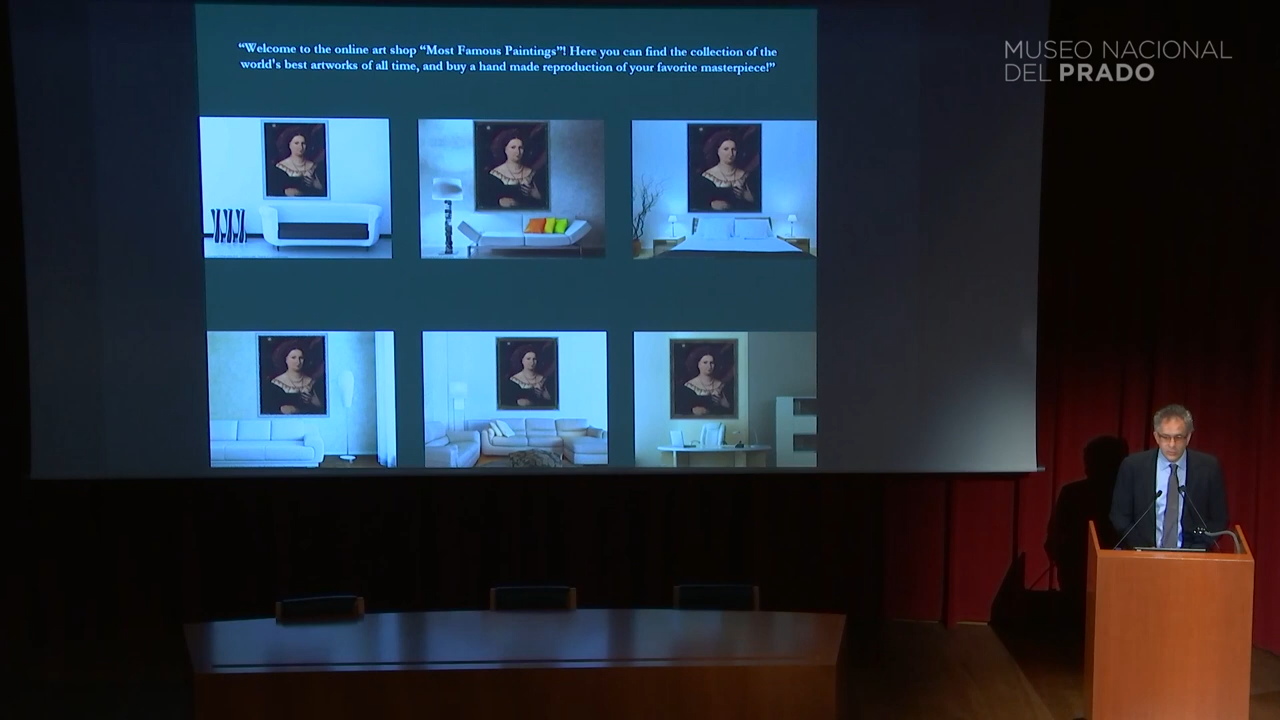 “Welcome to the online art shop “Most Famous Paintings”! Here you can find the collection of the
world's best artworks of all time, and buy a hand made reproduction of your favorite masterpiece!”
MUSEO NACIONAL
DEL PRADO